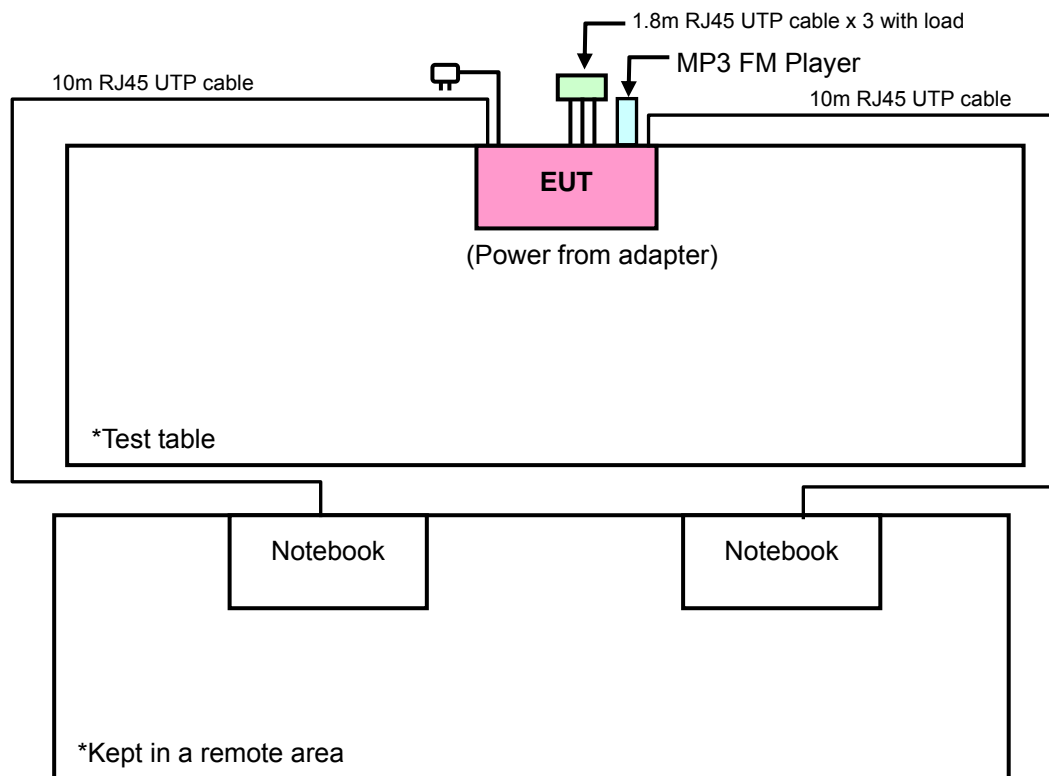 1.8m RJ45 UTP cable x 3 with load
MP3 FM Player
10m RJ45 UTP cable
10m RJ45 UTP cable
EUT
(Power from adapter)
*Test table
Notebook
Notebook
*Kept in a remote area